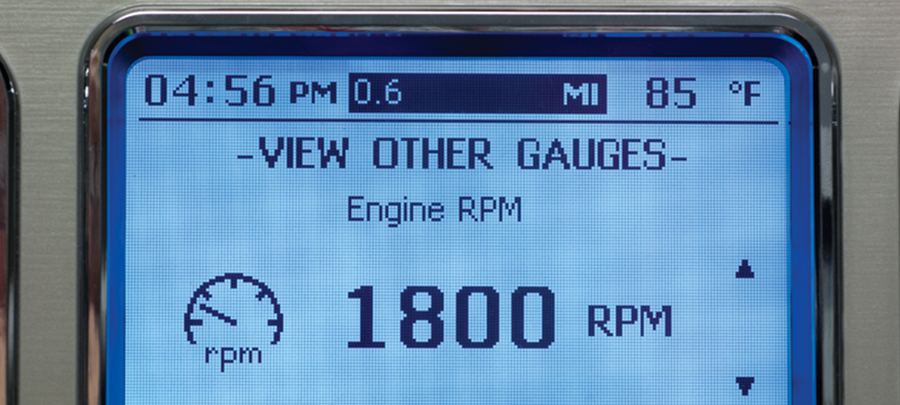 04:56 PM 0.6 MI 85 °F
-VIEW OTHER GAUGES-
Engine RPM
1800 RPM
rpm